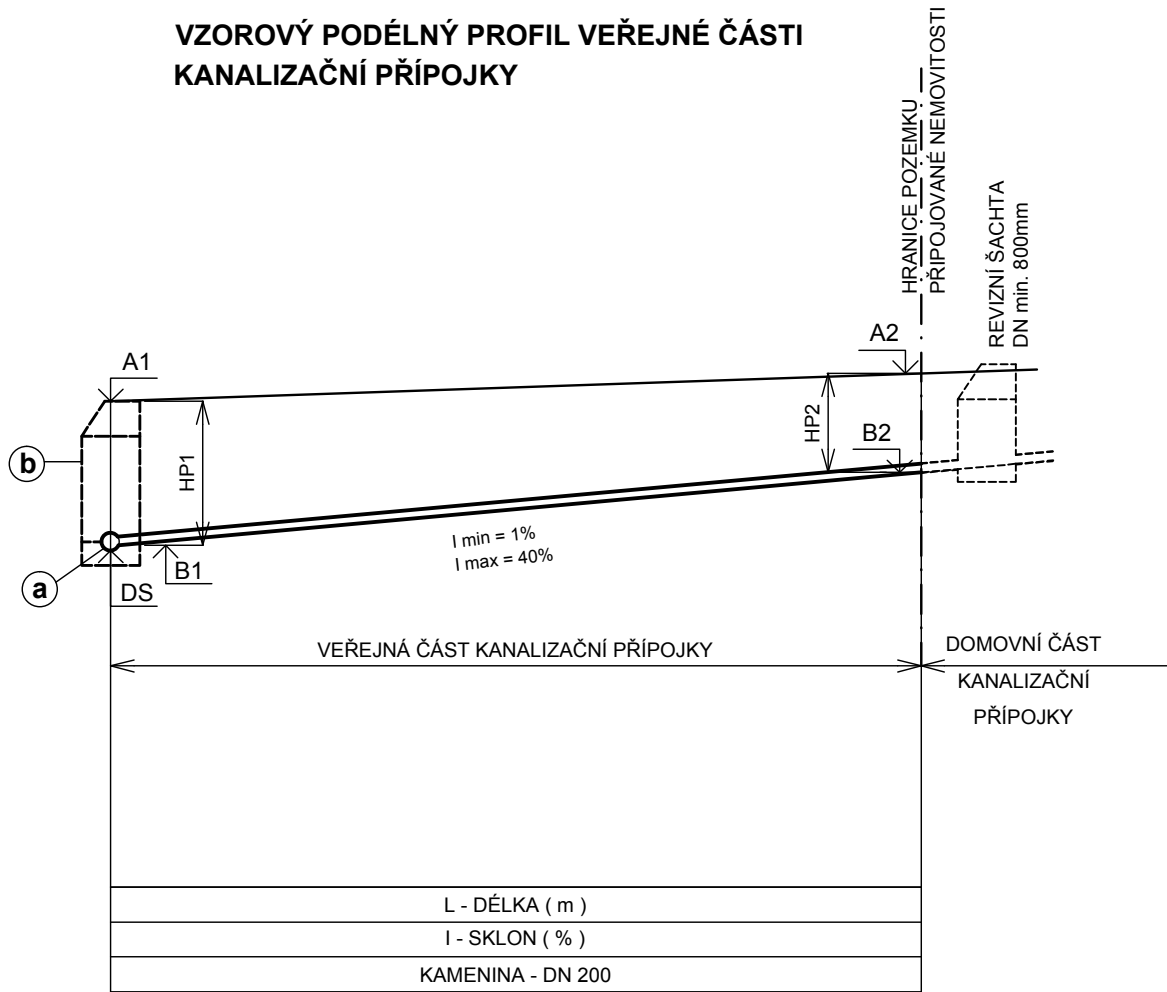 VZOROVÝ PODÉLNÝ PROFIL VEŘEJNÉ ČÁSTI
KANALIZAČNÍ PŘÍPOJKY
HRANICE POZEMKU
PŘIPOJOVANÉ NEMOVITOSTI
REVIZNÍ ŠACHTA
DN min. 800mm
A1
A2
HP1
HP2
B2
b
a
B1
DS
I min = 1%
I max = 40%
VEŘEJNÁ ČÁST KANALIZAČNÍ PŘÍPOJKY
DOMOVNÍ ČÁST
KANALIZAČNÍ
PŘÍPOJKY
L - DÉLKA ( m )
I - SKLON ( % )
KAMENINA - DN 200